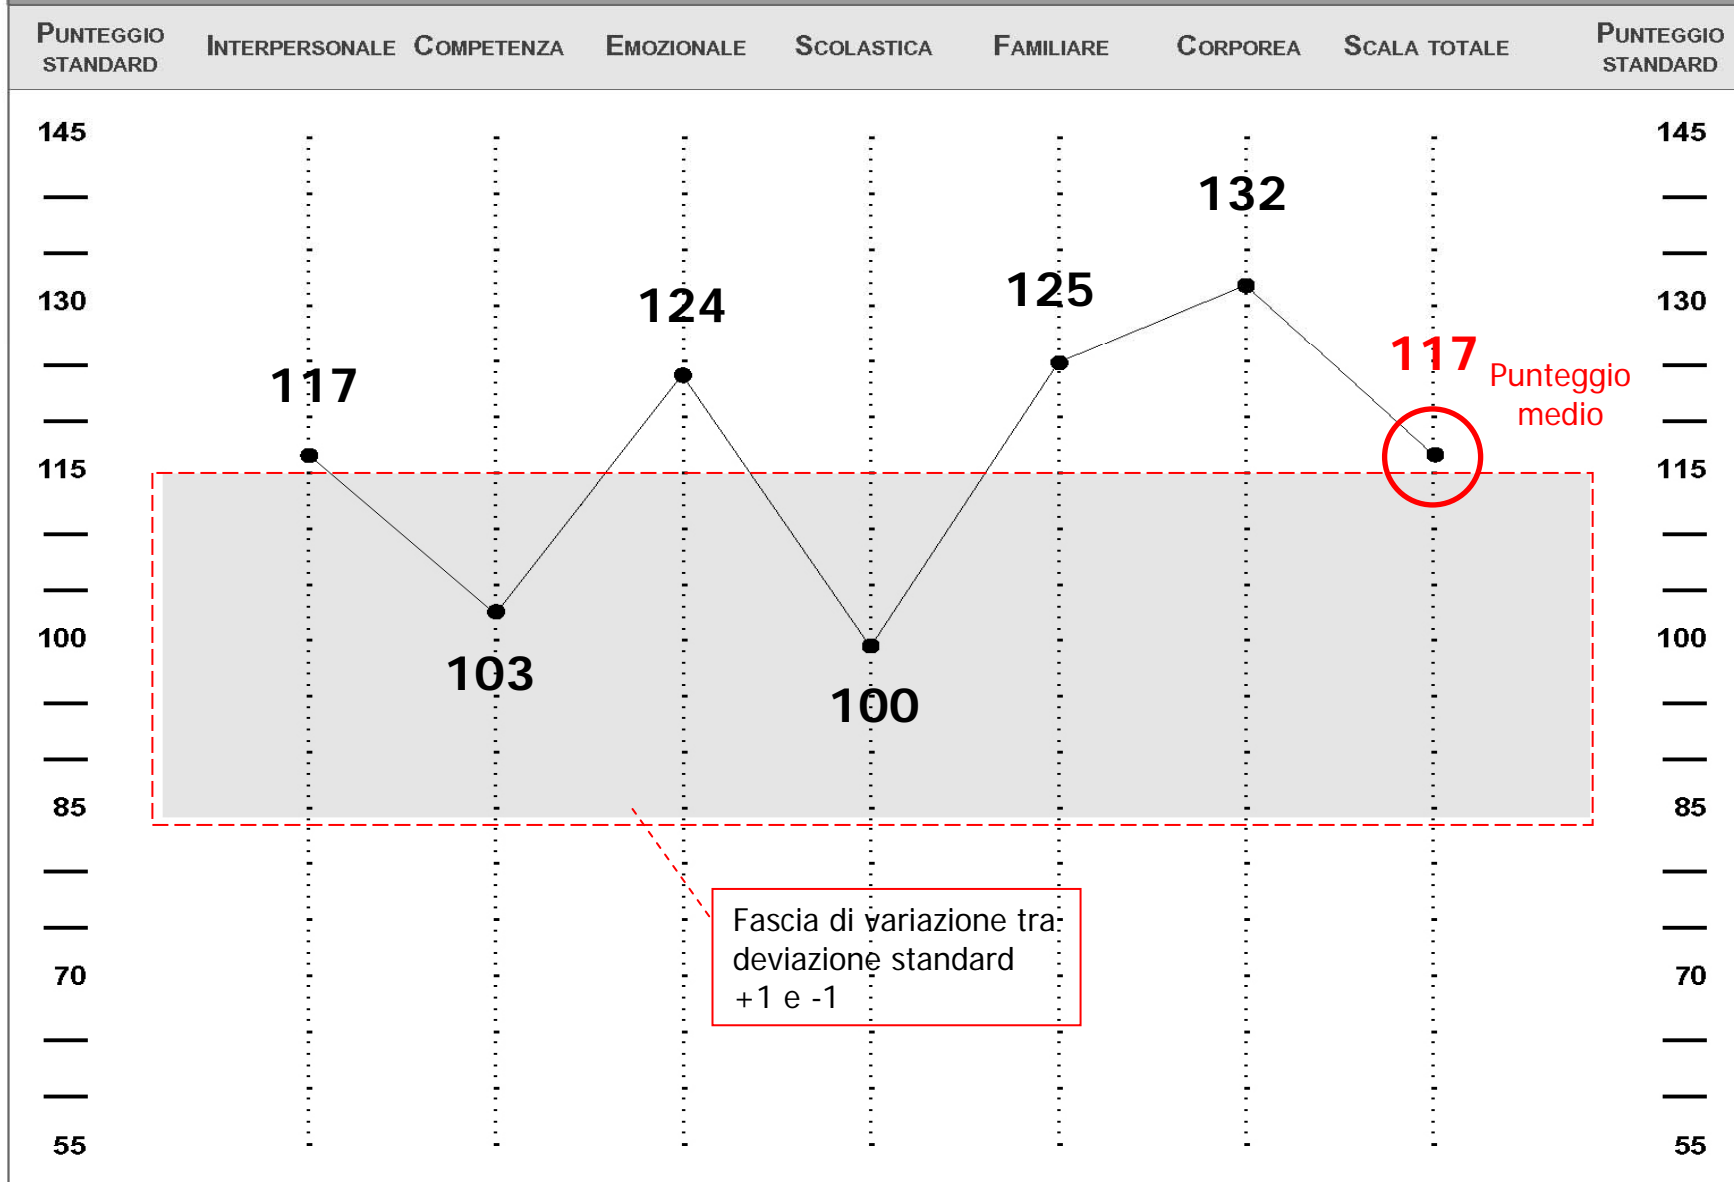 PUNTEGGIO STANDARD
INTERPERSONALE
COMPETENZA
EMOZIONALE
SCOLASTICA
FAMILIARE
CORPOREA
SCALA TOTALE
PUNTEGGIO STANDARD
145
145
132
130
124
125
130
117
117
Punteggio
medio
115
115
100
103
100
100
85
85
Fascia di variazione tra
deviazione standard
+1 e -1
70
70
55
55